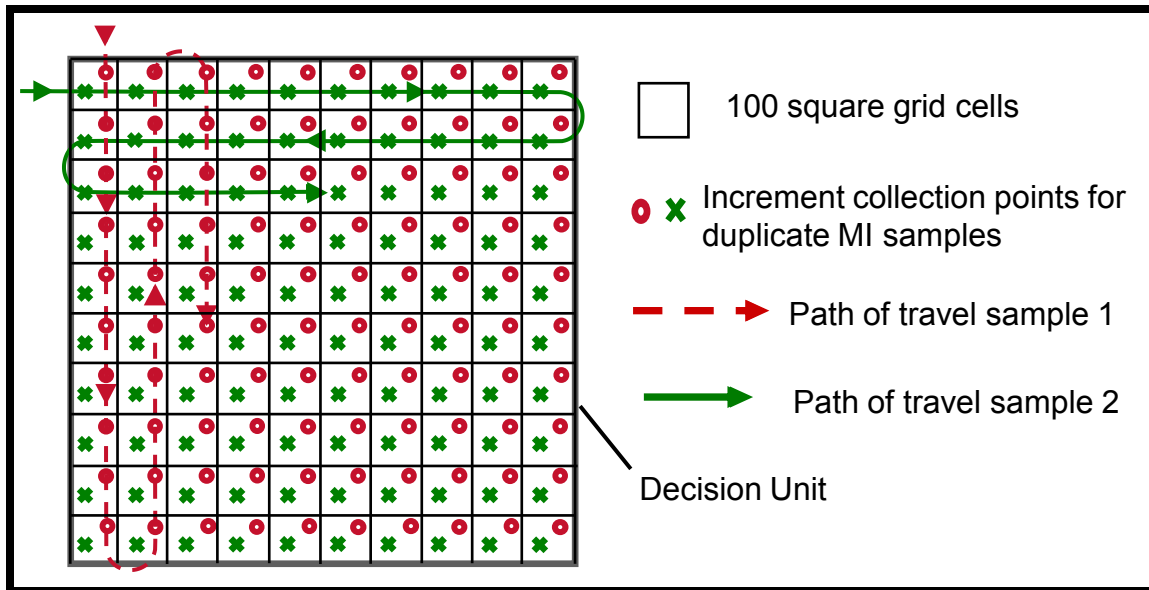 100 square grid cells
Increment collection points for
duplicate MI samples
Path of travel sample 1
Path of travel sample 2
Decision Unit